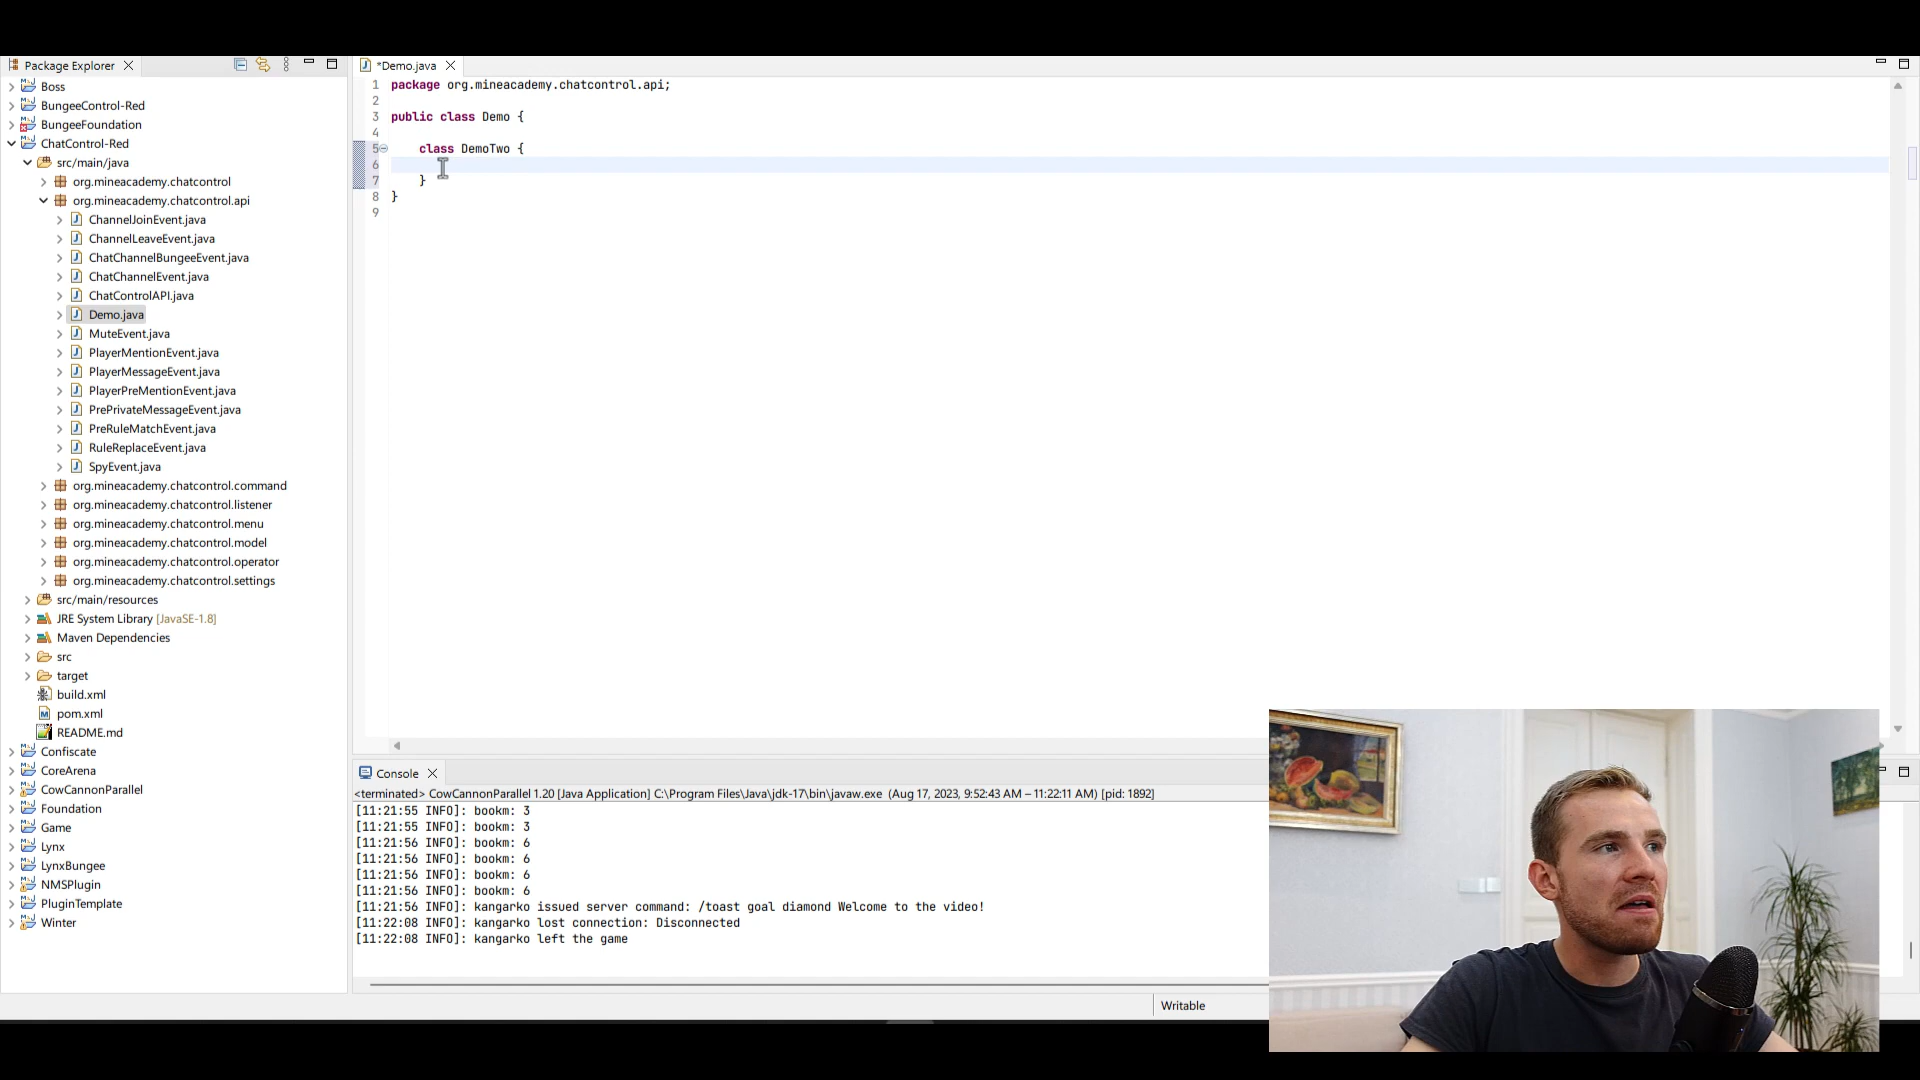 Package Explorer
Boss
BungeeControl-Red
BungeeFoundation
ChatControl-Red
src/main/java
org.mineacademy.chatcontrol
org.mineacademy.chatcontrol.api
ChannelJoinEvent.java
ChannelLeaveEvent.java
ChatChannelBungeeEvent.java
ChatChannelEvent.java
ChatControlAPI.java
Demo.java
MuteEvent.java
PlayerMentionEvent.java
PlayerMessageEvent.java
PlayerPreMentionEvent.java
PrePrivateMessageEvent.java
PreRuleMatchEvent.java
RuleReplaceEvent.java
SpyEvent.java
org.mineacademy.chatcontrol.command
org.mineacademy.chatcontrol.listener
org.mineacademy.chatcontrol.menu
org.mineacademy.chatcontrol.model
org.mineacademy.chatcontrol.operator
org.mineacademy.chatcontrol.settings
src/main/resources
JRE System Library [JavaSE-1.8]
Maven Dependencies
src
target
build.xml
pom.xml
README.md
Confiscate
CoreArena
CowCannonParallel
Foundation
Game
Lynx
LynxBungee
NMSPlugin
PluginTemplate
Winter
*Demo.java
1 package org.mineacademy.chatcontrol.api;
2
3 public class Demo {
4
5 class DemoTwo {
6
7 }
8 }
9
Console
<terminated> CowCannonParallel 1.20 [Java Application] C:\Program Files\Java\jdk-17\bin\javaw.exe (Aug 17, 2023, 9:52:43 AM – 11:22:11 AM) [pid: 1892]
[11:21:55 INFO]: bookm: 3
[11:21:55 INFO]: bookm: 3
[11:21:56 INFO]: bookm: 6
[11:21:56 INFO]: bookm: 6
[11:21:56 INFO]: bookm: 6
[11:21:56 INFO]: bookm: 6
[11:21:56 INFO]: kangarko issued server command: /toast goal diamond Welcome to the video!
[11:22:08 INFO]: kangarko lost connection: Disconnected
[11:22:08 INFO]: kangarko left the game
Writable